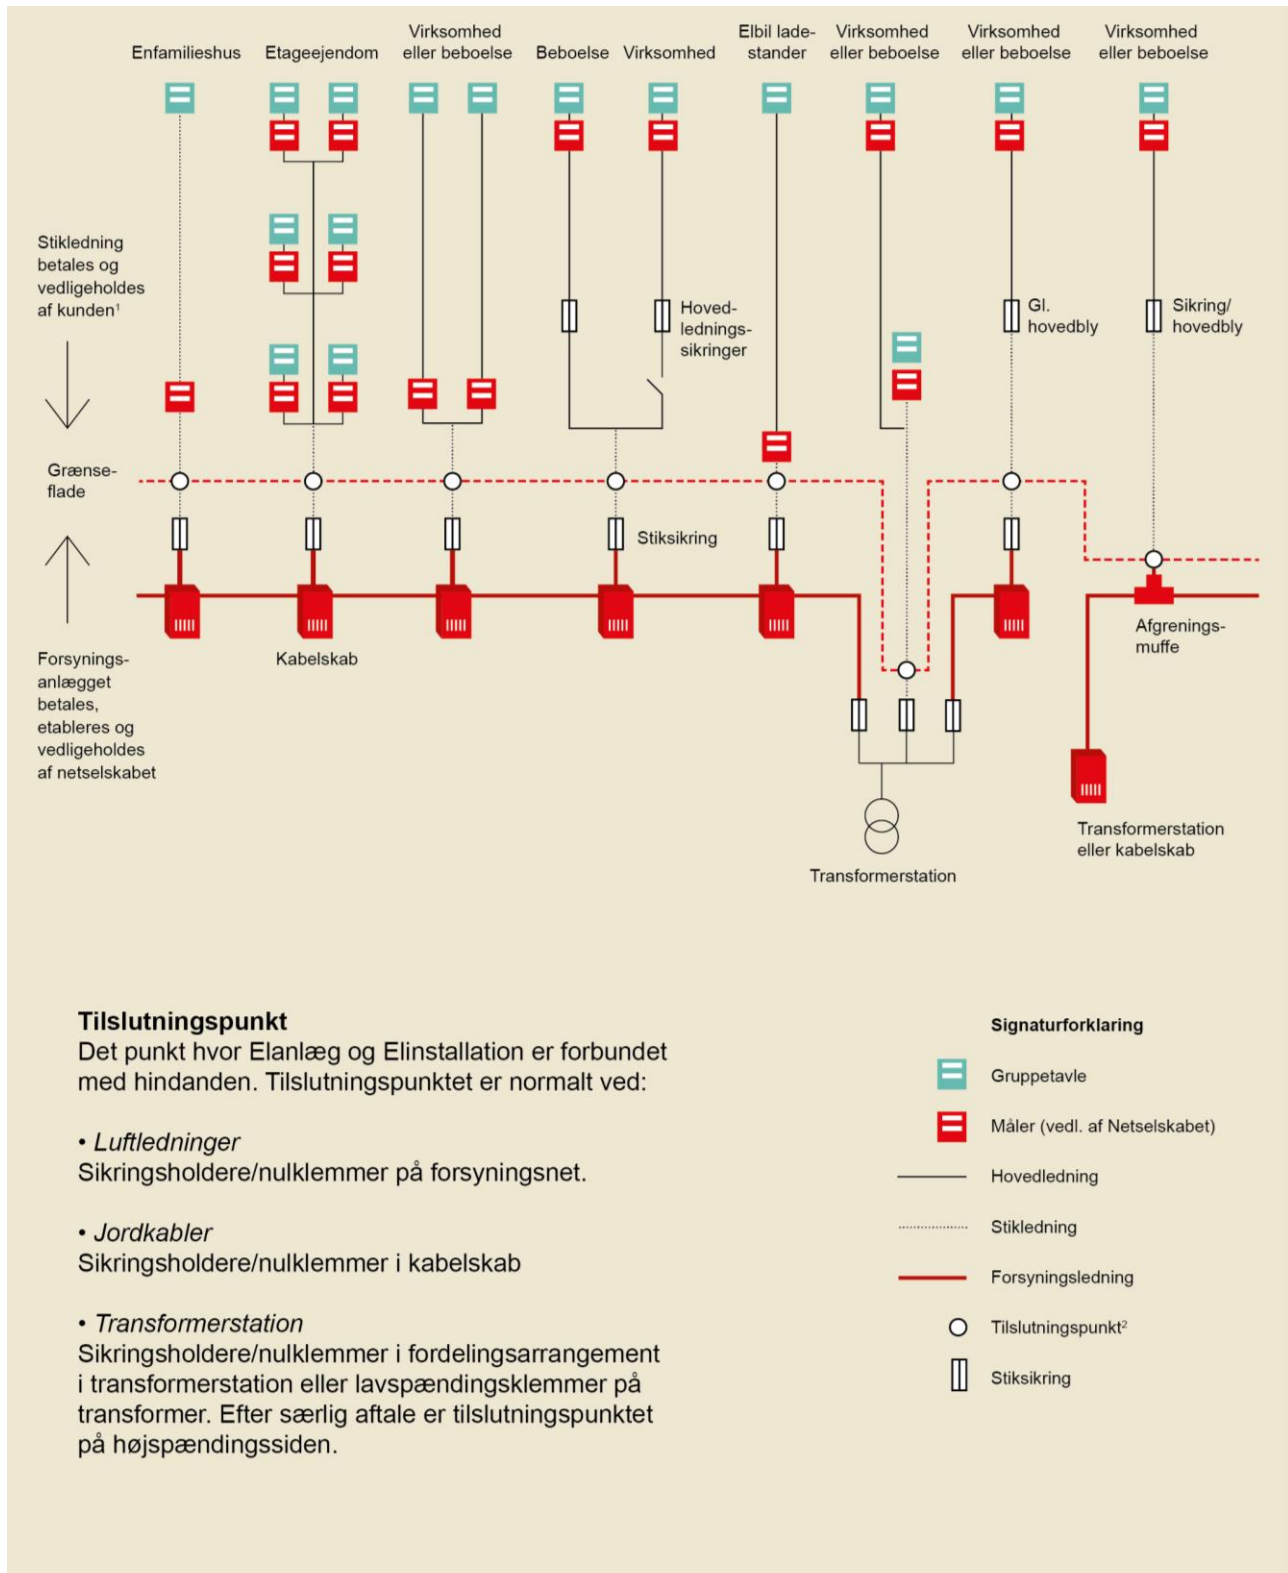 Enfamilieshus
Etageejendom
Virksomhed
eller beboelse
Beboelse
Virksomhed
Elbil lade-
stander
Virksomhed
eller beboelse
Virksomhed
eller beboelse
Virksomhed
eller beboelse
Stikledning
betales og
vedligeholdes
af kunden¹
Hoved-
lednings-
sikringer
Gl.
hovedbly
Sikring/
hovedbly
Grænse-
flade
Stiksikring
Kabelskab
Afgrenings-
muffe
Forsynings-
anlægget
betales,
etableres og
vedligeholdes
af netselskabet
Transformerstation
Transformerstation
eller kabelskab
Tilslutningspunkt
Det punkt hvor Elanlæg og Elinstallation er forbundet
med hindanden. Tilslutningspunktet er normalt ved:
• Luftledninger
Sikringsholdere/nulklemmer på forsyningsnet.
• Jordkabler
Sikringsholdere/nulklemmer i kabelskab
• Transformerstation
Sikringsholdere/nulklemmer i fordelingsarrangement
i transformerstation eller lavspændingsklemmer på
transformer. Efter særlig aftale er tilslutningspunktet
på højspændingssiden.
Signaturforklaring
Gruppetavle
Måler (vedl. af Netselskabet)
Hovedledning
Stikledning
Forsyningsledning
Tilslutningspunkt²
Stiksikring